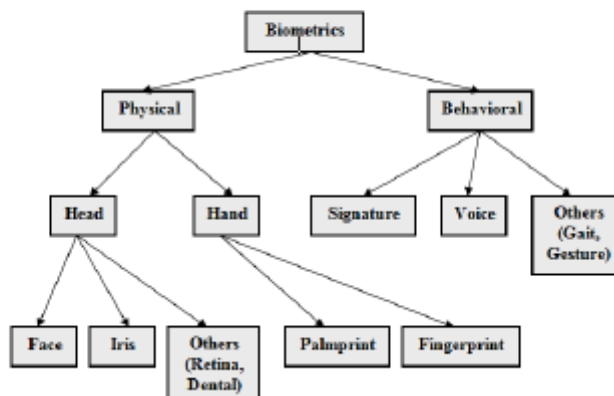 Biometrics
Physical
Behavioral
Head
Hand
Signature
Voice
Others
(Gait,
Gesture)
Face
Iris
Others
(Retina,
Dental)
Palmprint
Fingerprint